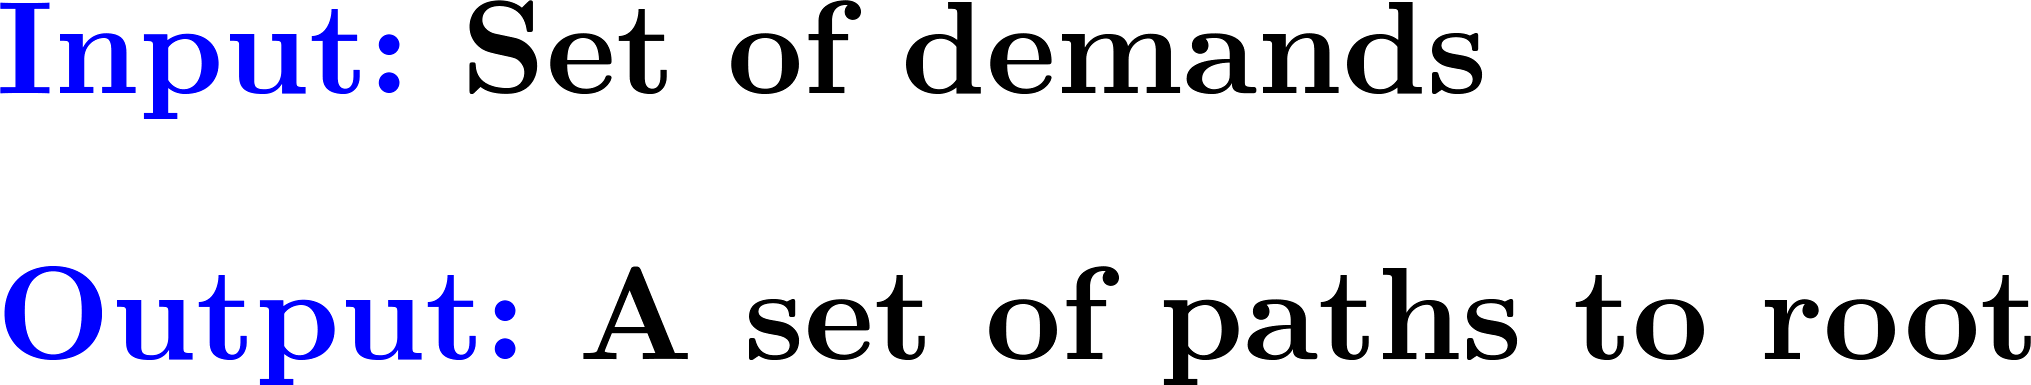 Input: Set of demands
Output: A set of paths to root